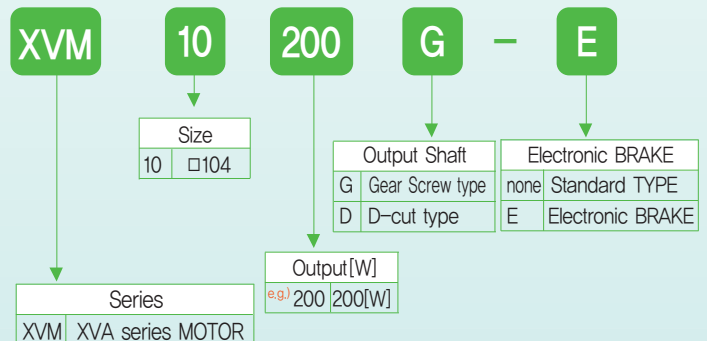 XVM 10 200 G - E
Size
10 □104
Output Shaft
G Gear Screw type
D D-cut type
Electronic BRAKE
none Standard TYPE
E Electronic BRAKE
Output[W]
e.g.) 200 200[W]
Series
XVM XVA series MOTOR